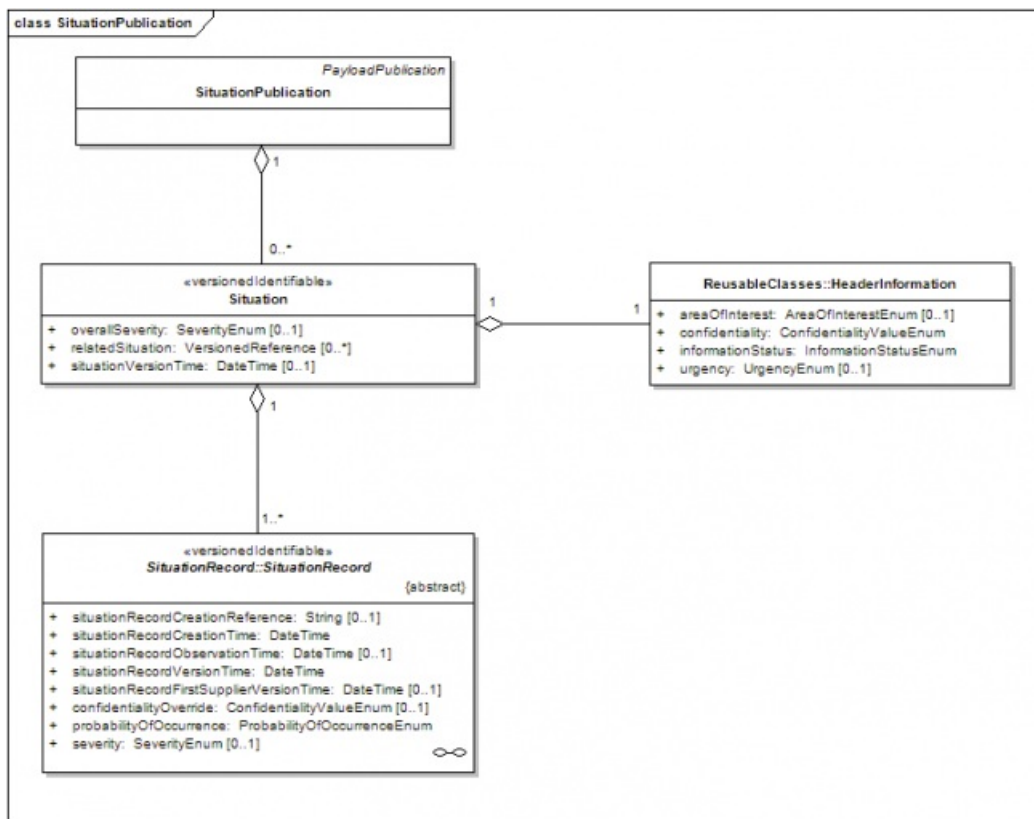 class SituationPublication
PayloadPublication
SituationPublication
1
0..*
«versionedIdentifiable»
Situation
+ overallSeverity: SeverityEnum [0..1]
+ relatedSituation: VersionedReference [0..*]
+ situationVersionTime: DateTime [0..1]
1
1
ReusableClasses::HeaderInformation
+ areaOfInterest: AreaOfInterestEnum [0..1]
+ confidentiality: ConfidentialityValueEnum
+ informationStatus: InformationStatusEnum
+ urgency: UrgencyEnum [0..1]
1
1..*
«versionedIdentifiable»
SituationRecord::SituationRecord
{abstract}
+ situationRecordCreationReference: String [0..1]
+ situationRecordCreationTime: DateTime
+ situationRecordObservationTime: DateTime [0..1]
+ situationRecordVersionTime: DateTime
+ situationRecordFirstSupplierVersionTime: DateTime [0..1]
+ confidentialityOverride: ConfidentialityValueEnum [0..1]
+ probabilityOfOccurrence: ProbabilityOfOccurrenceEnum
+ severity: SeverityEnum [0..1]